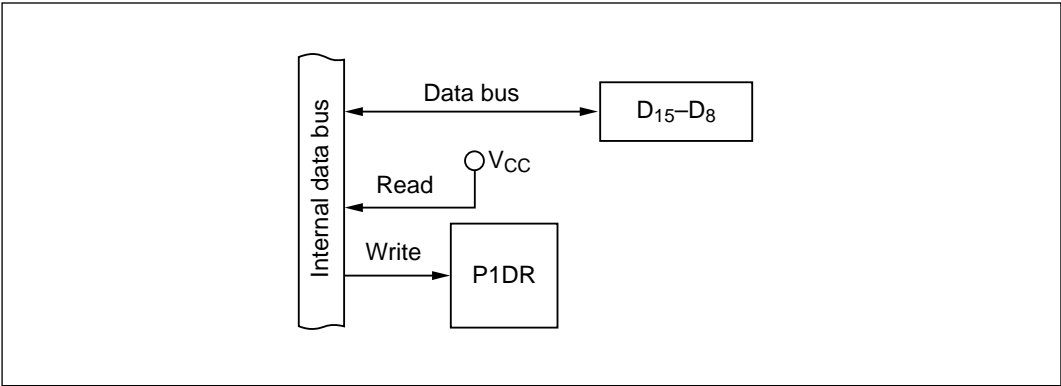 Internal data bus
Data bus
D15–D8
VCC
Read
Write
P1DR